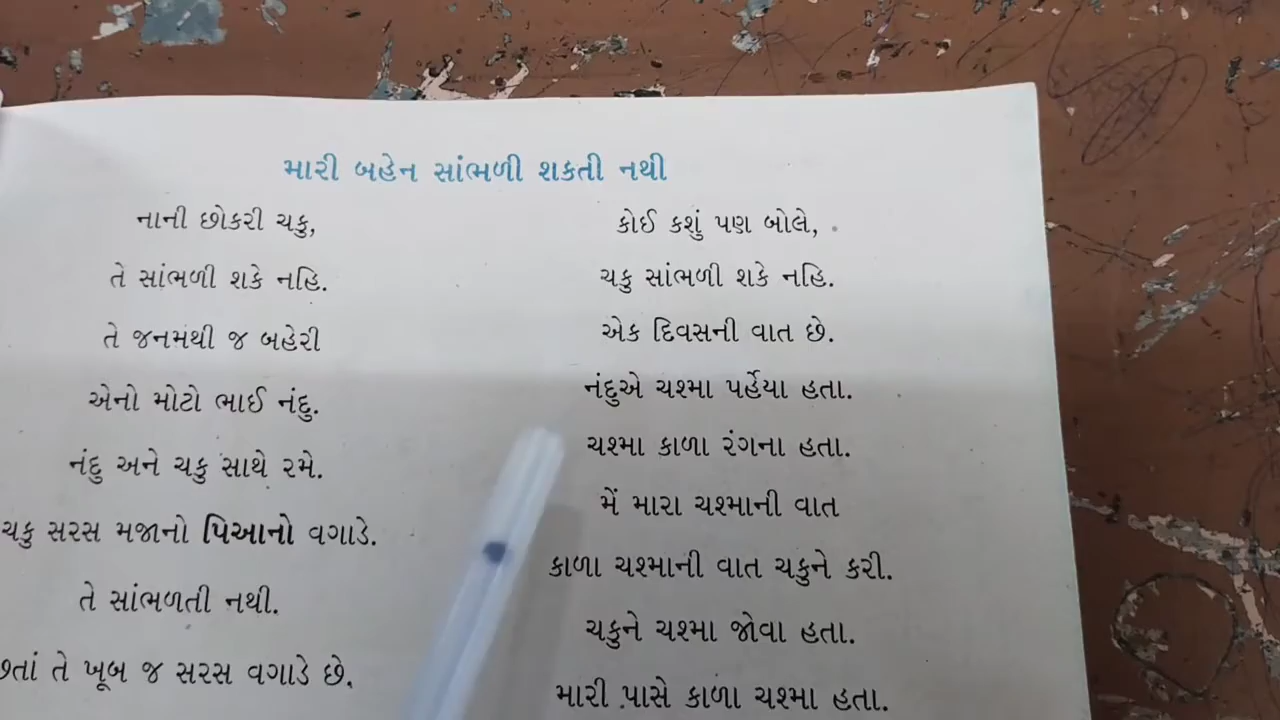 મારી બહેન સાંભળી શકતી નથી
નાની છોકરી ચકુ,
તે સાંભળી શકે નહિ.
તે જનમથી જ બહેરી
એનો મોટો ભાઈ નંદુ.
નંદુ અને ચકુ સાથે રમે.
ચકુ સરસ મજાનો પિઆનો વગાડે.
તે સાંભળતી નથી.
છતાં તે ખૂબ જ સરસ વગાડે છે.
કોઈ કશું પણ બોલે,
ચકુ સાંભળી શકે નહિ.
એક દિવસની વાત છે.
નંદુએ ચશ્મા પર્હેયા હતા.
ચશ્મા કાળા રંગના હતા.
મેં મારા ચશ્માની વાત
કાળા ચશ્માની વાત ચકુને કરી.
ચકુને ચશ્મા જોવા હતા.
મારી પાસે કાળા ચશ્મા હતા.